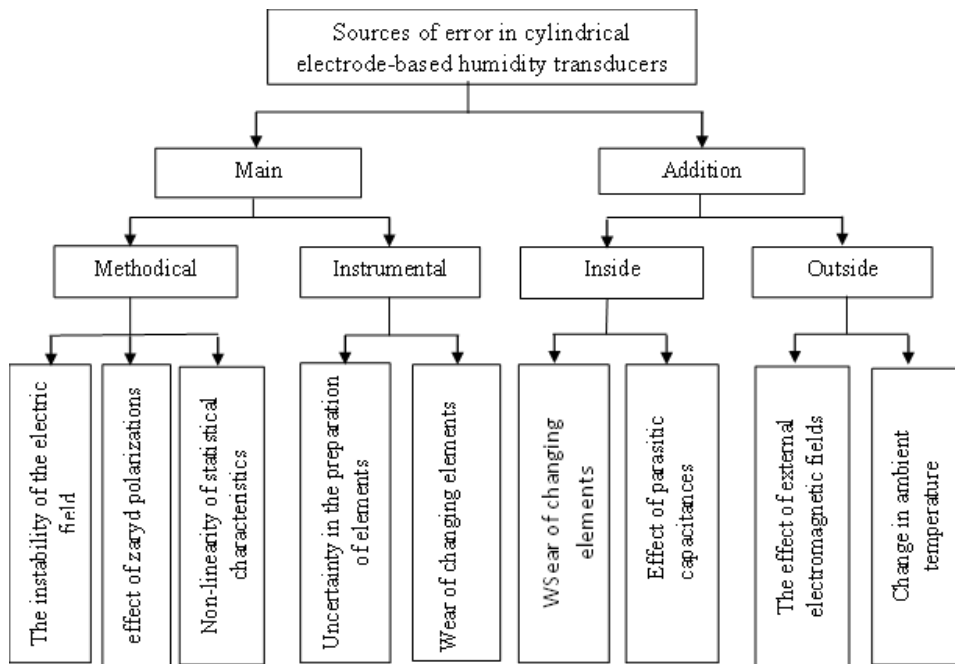 Sources of error in cylindrical
electrode-based humidity transducers
Main
Addition
Methodical
Instrumental
Inside
Outside
The instability of the electric
field
effect of zaryd polarizations
Non-linearity of statistical
characteristics
Uncertainty in the preparation
of elements
Wear of changing elements
WSear of changing
elements
Effect of parasitic
capacitances
The effect of external
electromagnetic fields
Change in ambient
temperature